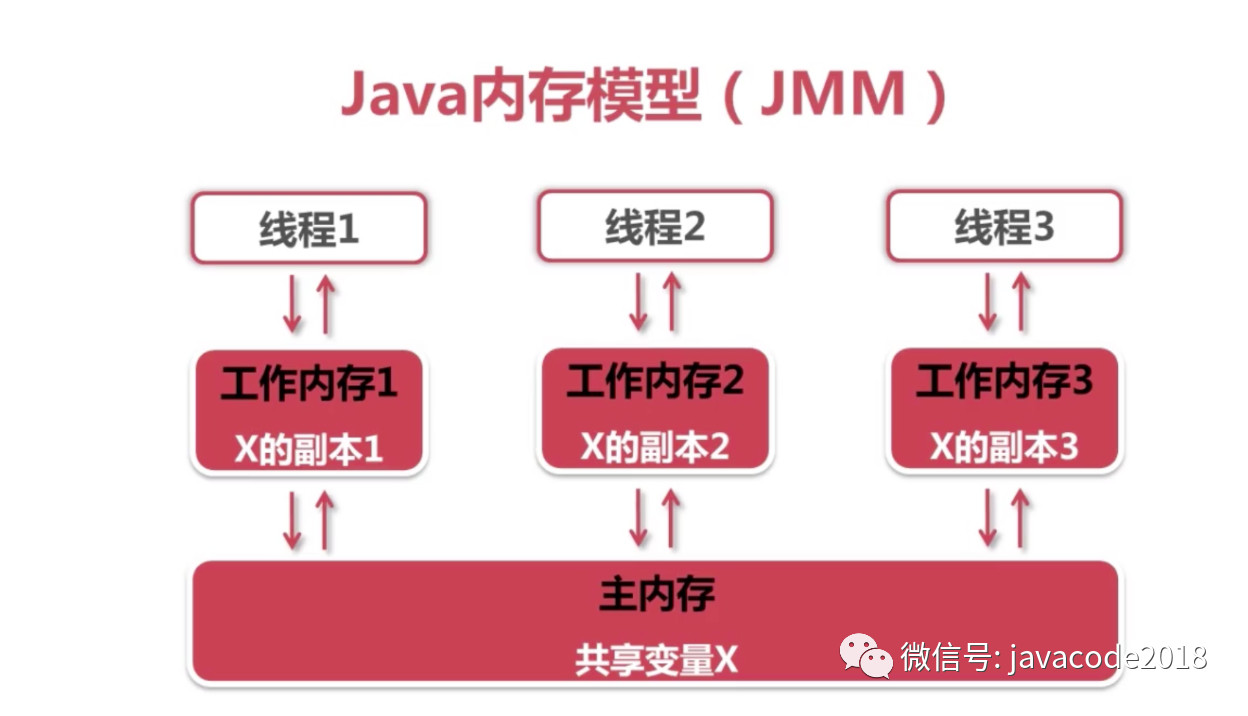 Java内存模型（JMM）
线程1
线程2
线程3
工作内存1
X的副本1
工作内存2
X的副本2
工作内存3
X的副本3
主内存
共享变量X
微信号: javacode2018